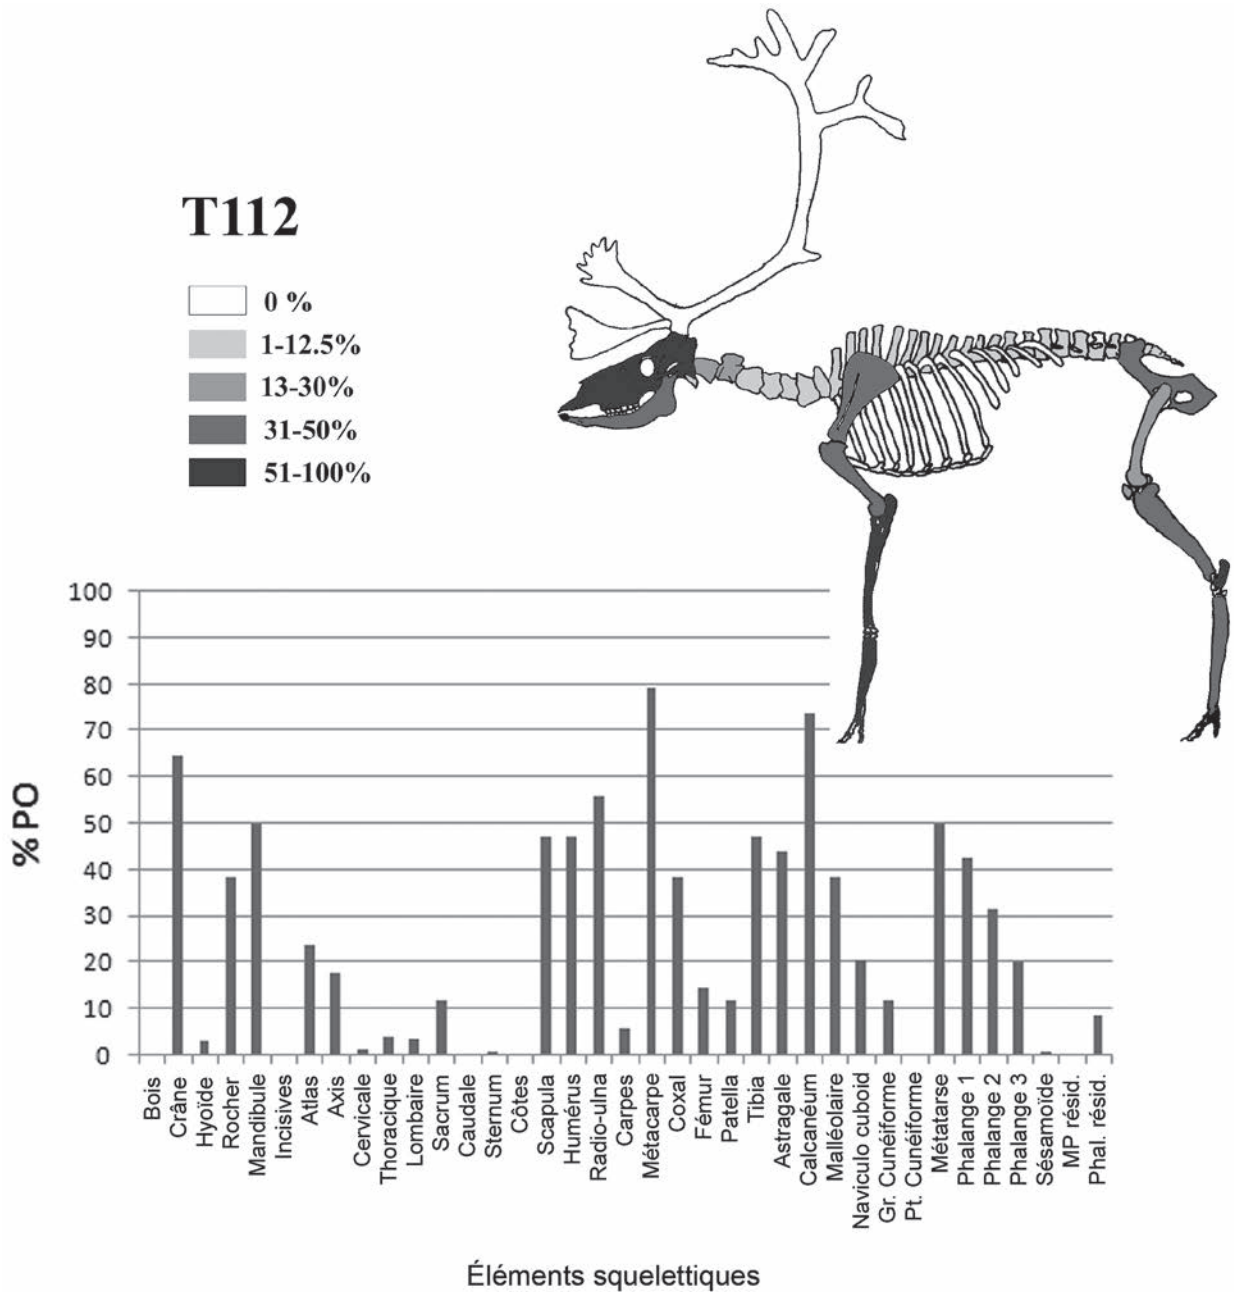 T112
0 %
1-12.5%
13-30%
31-50%
51-100%
100
90
80
70
60
50
40
30
20
10
0
% PO
Bois
Crâne
Hyoïde
Rocher
Mandibule
Incisives
Atlas
Axis
Cervicale
Thoracique
Lombaire
Sacrum
Caudale
Sternum
Côtes
Scapula
Humérus
Radio-ulna
Carpes
Métacarpe
Coxal
Fémur
Patella
Tibia
Astragale
Calcanéum
Malléolaire
Naviculo cuboid
Gr. Cunéiforme
Pt. Cunéiforme
Métatarse
Phalange 1
Phalange 2
Phalange 3
Sésamoïde
MP résid.
Phal. résid.
Éléments squelettiques